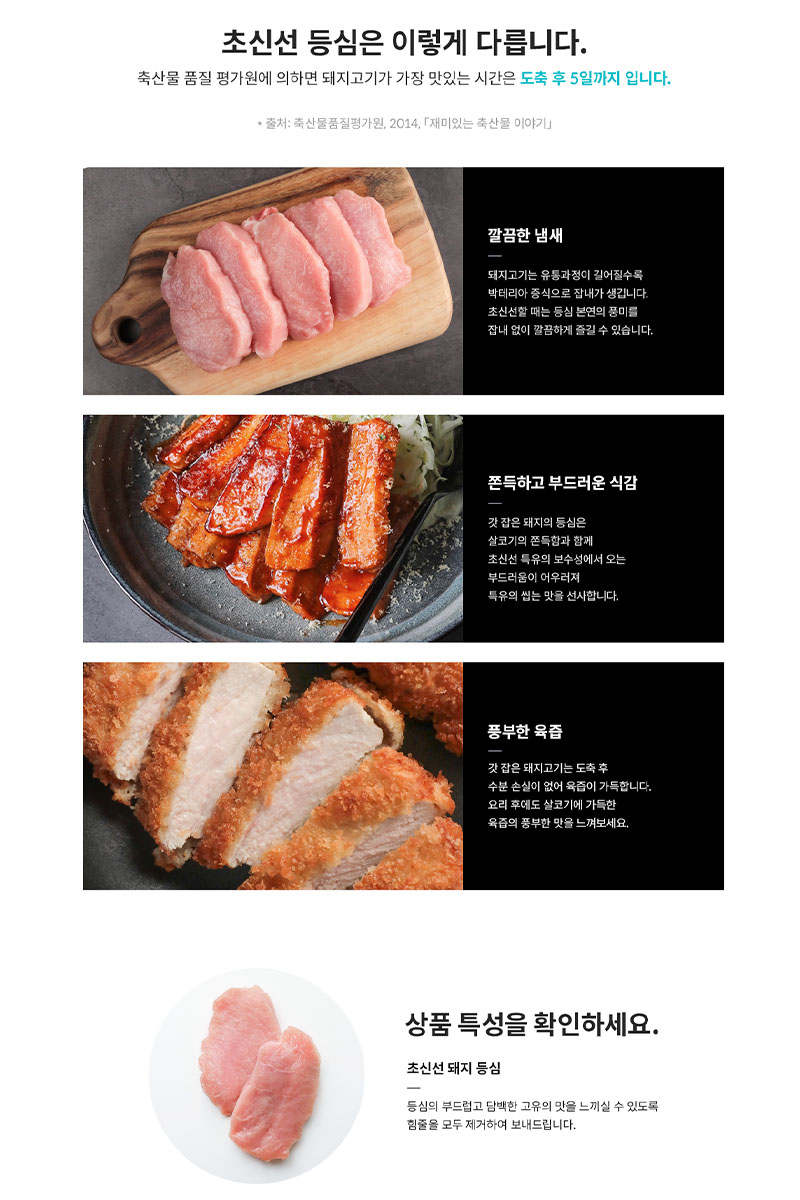 초신선 등심은 이렇게 다릅니다.
축산물 품질 평가원에 의하면 돼지고기가 가장 맛있는 시간은 도축 후 5일까지 입니다.
* 출처: 축산물품질평가원, 2014, 「재미있는 축산물 이야기」
깔끔한 냄새
돼지고기는 유통과정이 길어질수록
박테리아 증식으로 잡내가 생깁니다.
초신선할 때는 등심 본연의 풍미를
잡내 없이 깔끔하게 즐길 수 있습니다.
쫀득하고 부드러운 식감
갓 잡은 돼지의 등심은
살코기의 쫀득함과 함께
초신선 특유의 보수성에서 오는
부드러움이 어우러져
특유의 씹는 맛을 선사합니다.
풍부한 육즙
갓 잡은 돼지고기는 도축 후
수분 손실이 없어 육즙이 가득합니다.
요리 후에도 살코기에 가득한
육즙의 풍부한 맛을 느껴보세요.
상품 특성을 확인하세요.
초신선 돼지 등심
등심의 부드럽고 담백한 고유의 맛을 느끼실 수 있도록
힘줄을 모두 제거하여 보내드립니다.